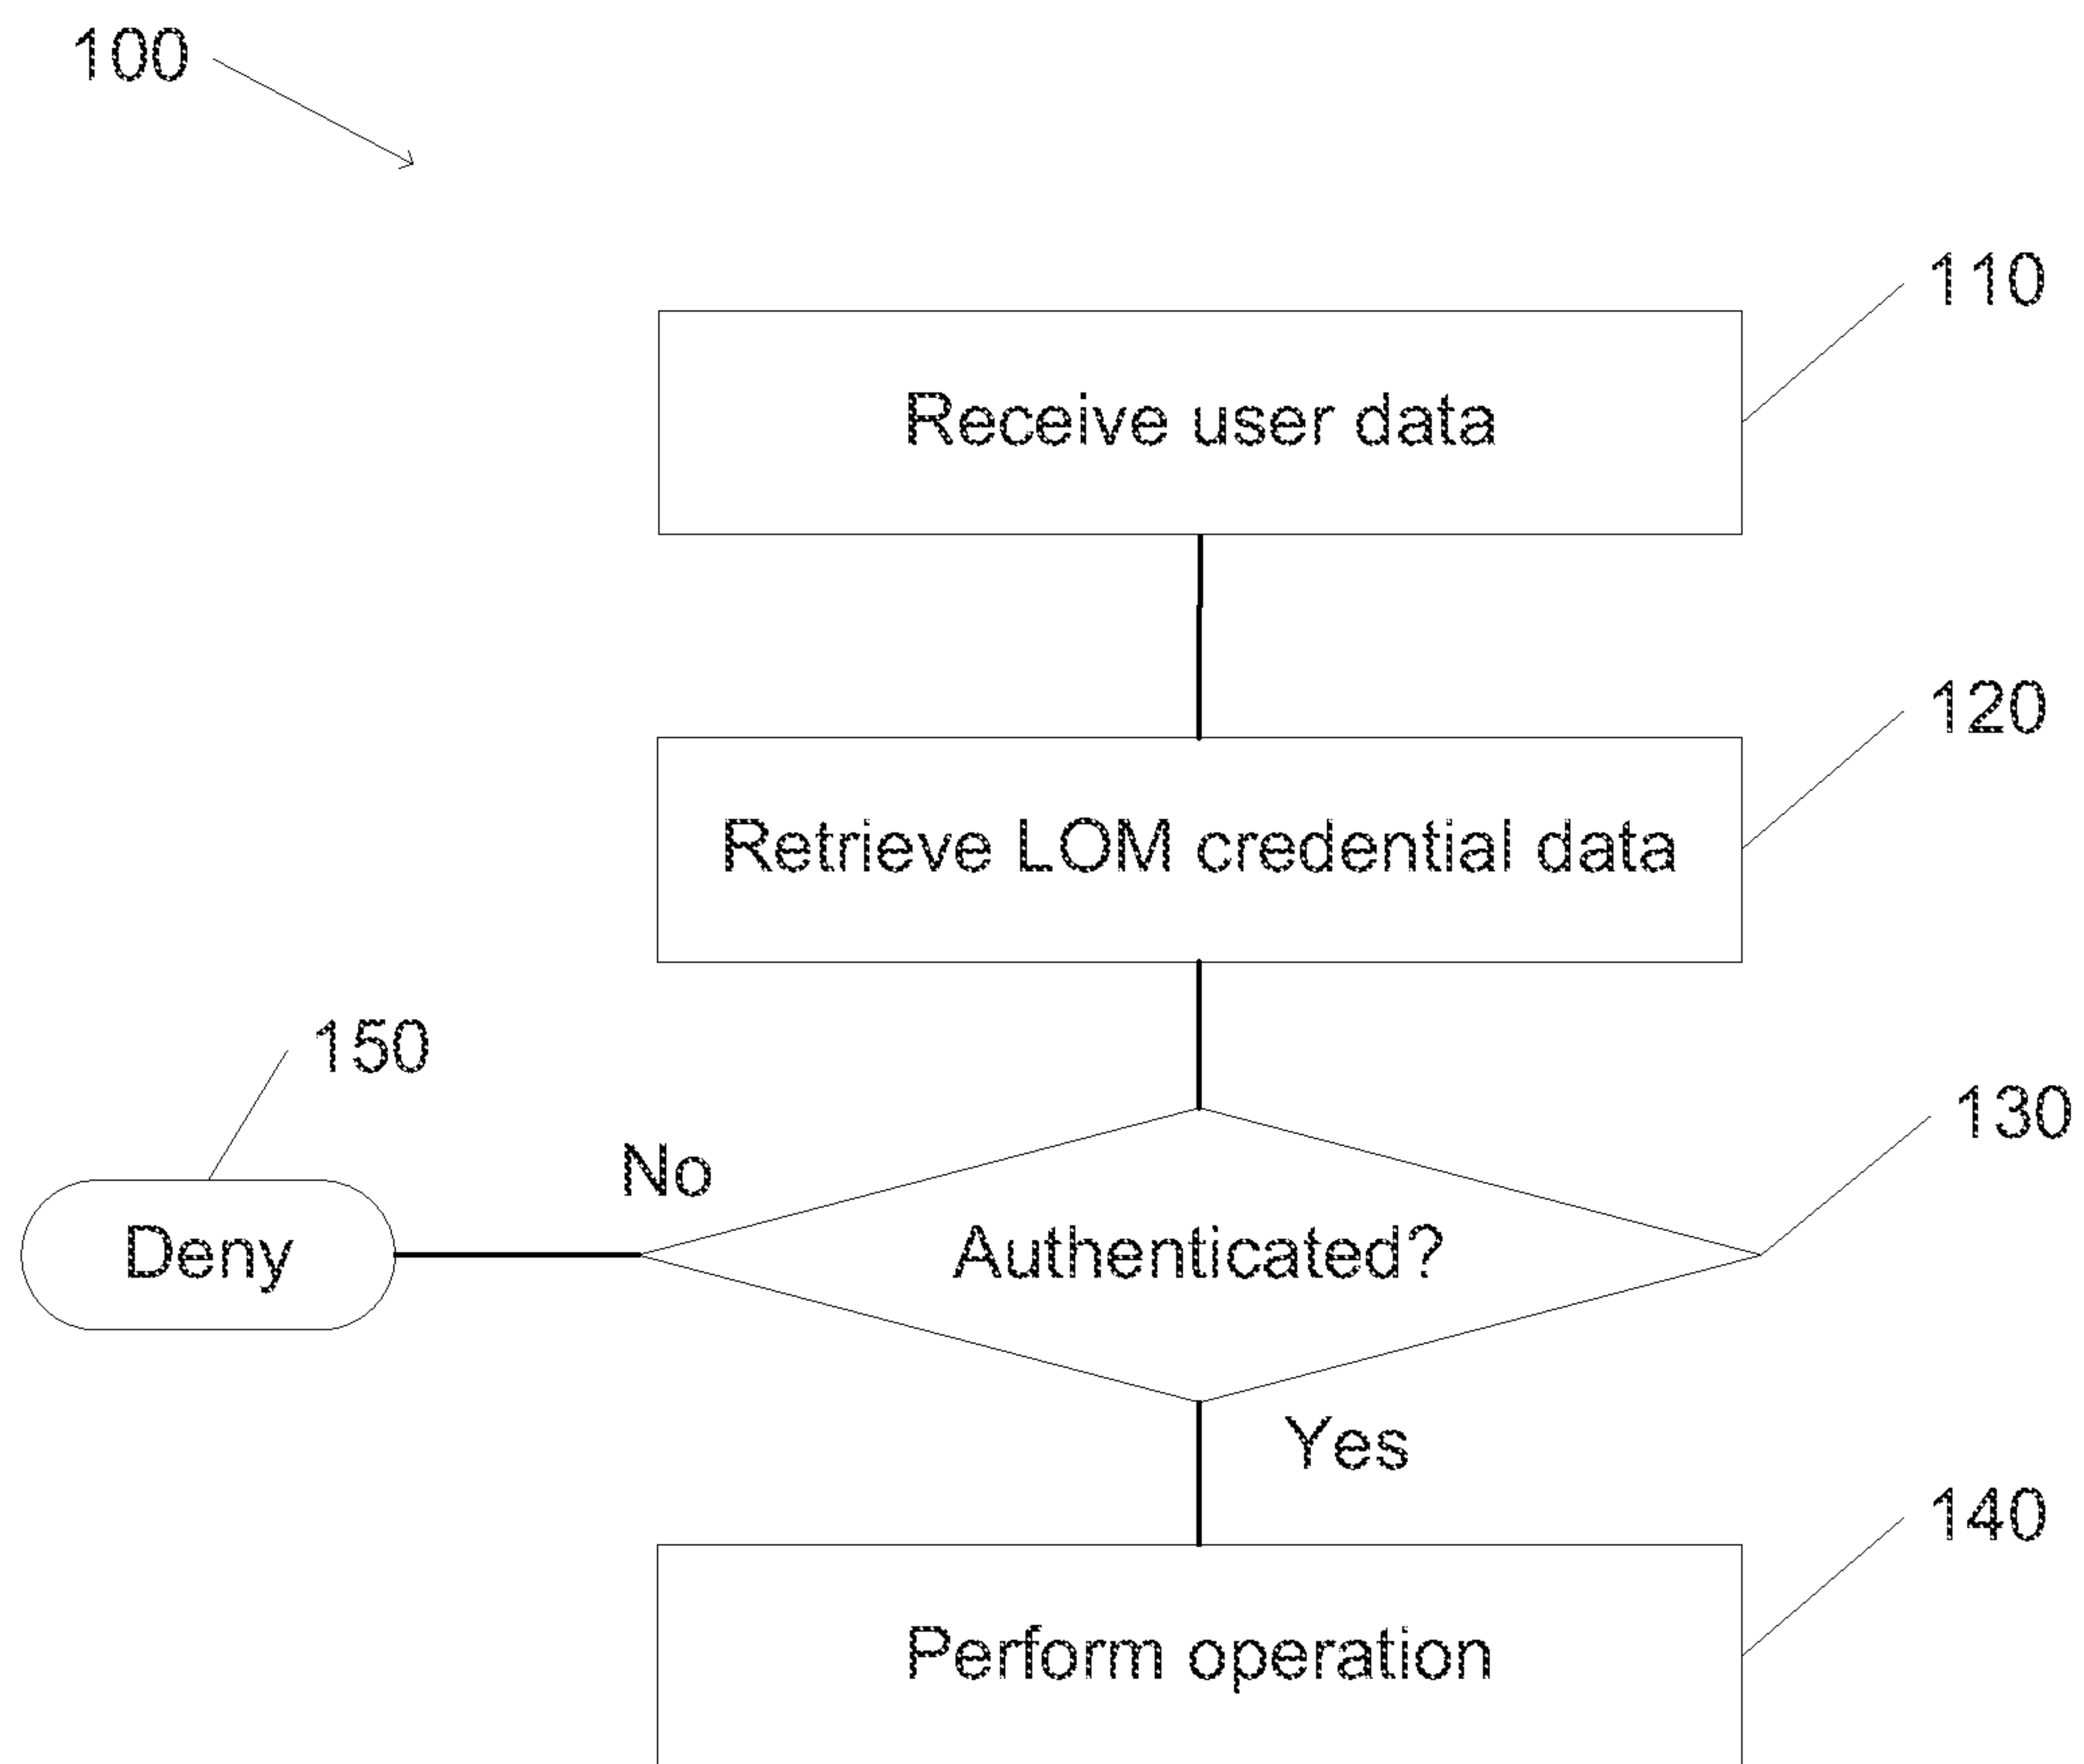 100
110
Receive user data
120
Retrieve LOM credential data
150
130
No
Deny
Authenticated?
Yes
140
Perform operation